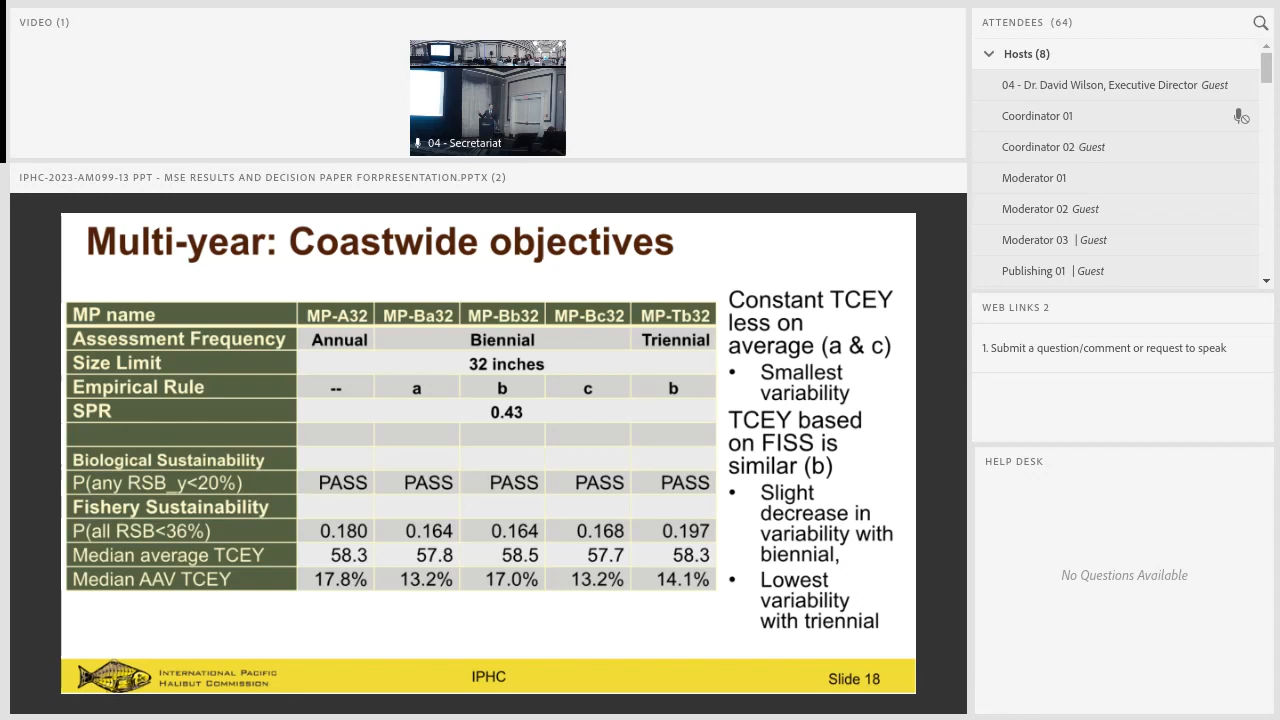 VIDEO (1)
04 - Secretariat
IPHC-2023-AM099-13 PPT - MSE RESULTS AND DECISION PAPER FORPRESENTATION.PPTX (2)
Multi-year: Coastwide objectives
MP name MP-A32 MP-Ba32 MP-Bb32 MP-Bc32 MP-Tb32
Assessment Frequency Annual Biennial Triennial
Size Limit 32 inches
Empirical Rule -- a b c b
SPR 0.43
Biological Sustainability
P(any RSB_y<20%) PASS PASS PASS PASS PASS
Fishery Sustainability
P(all RSB<36%) 0.180 0.164 0.164 0.168 0.197
Median average TCEY 58.3 57.8 58.5 57.7 58.3
Median AAV TCEY 17.8% 13.2% 17.0% 13.2% 14.1%
Constant TCEY
less on
average (a & c)
• Smallest
variability
TCEY based
on FISS is
similar (b)
• Slight
decrease in
variability with
biennial,
• Lowest
variability
with triennial
INTERNATIONAL PACIFIC
HALIBUT COMMISSION
IPHC
Slide 18
ATTENDEES (64)
Hosts (8)
04 - Dr. David Wilson, Executive Director Guest
Coordinator 01
Coordinator 02 Guest
Moderator 01
Moderator 02 Guest
Moderator 03 | Guest
Publishing 01 | Guest
WEB LINKS 2
1. Submit a question/comment or request to speak
HELP DESK
No Questions Available